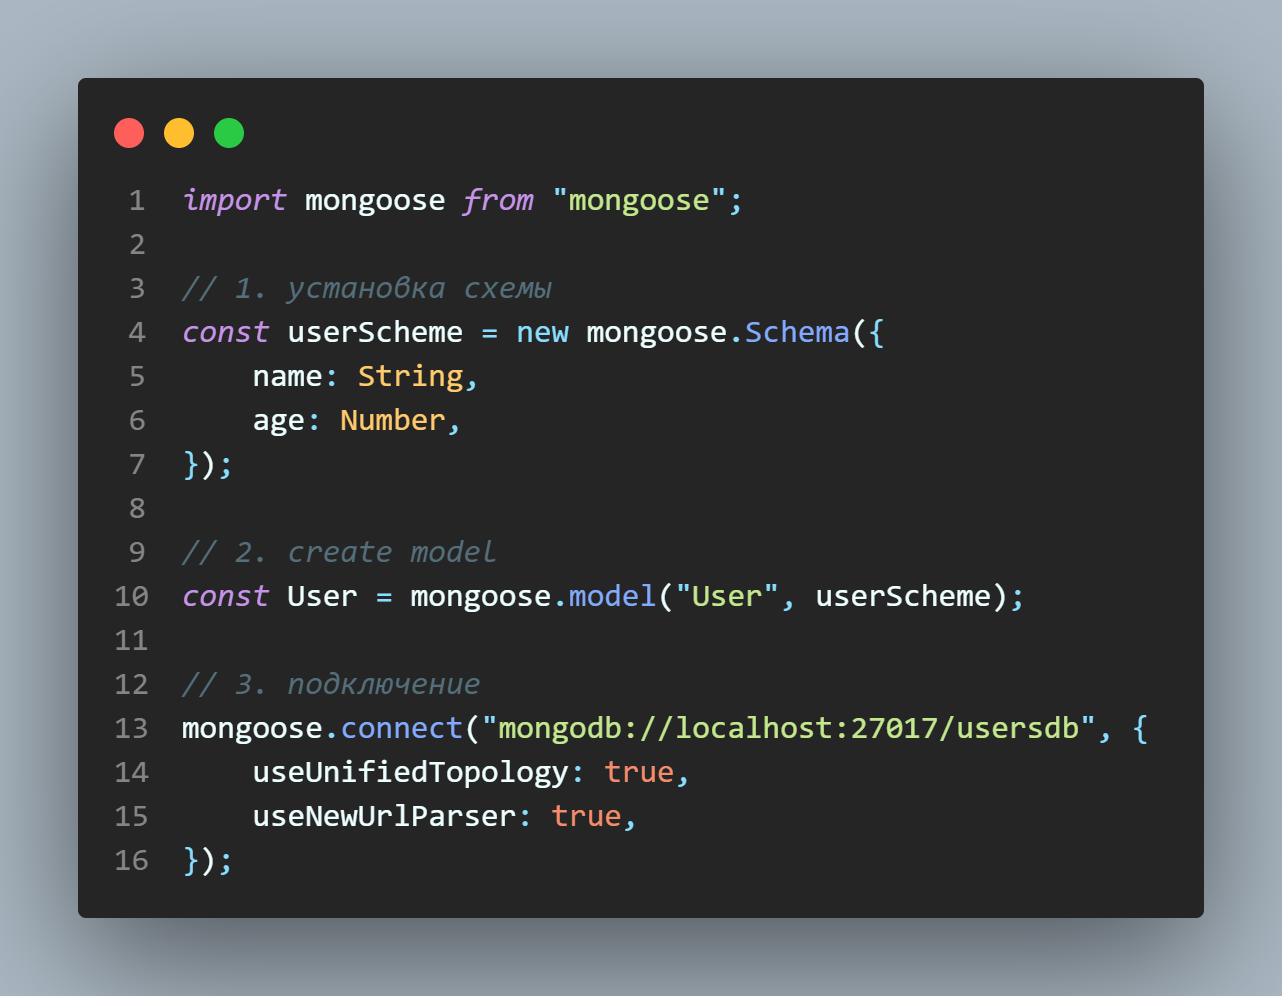 1 import mongoose from "mongoose";
2
3 // 1. установка схемы
4 const userScheme = new mongoose.Schema({
5     name: String,
6     age: Number,
7 });
8
9 // 2. create model
10 const User = mongoose.model("User", userScheme);
11
12 // 3. подключение
13 mongoose.connect("mongodb://localhost:27017/usersdb", {
14     useUnifiedTopology: true,
15     useNewUrlParser: true,
16 });